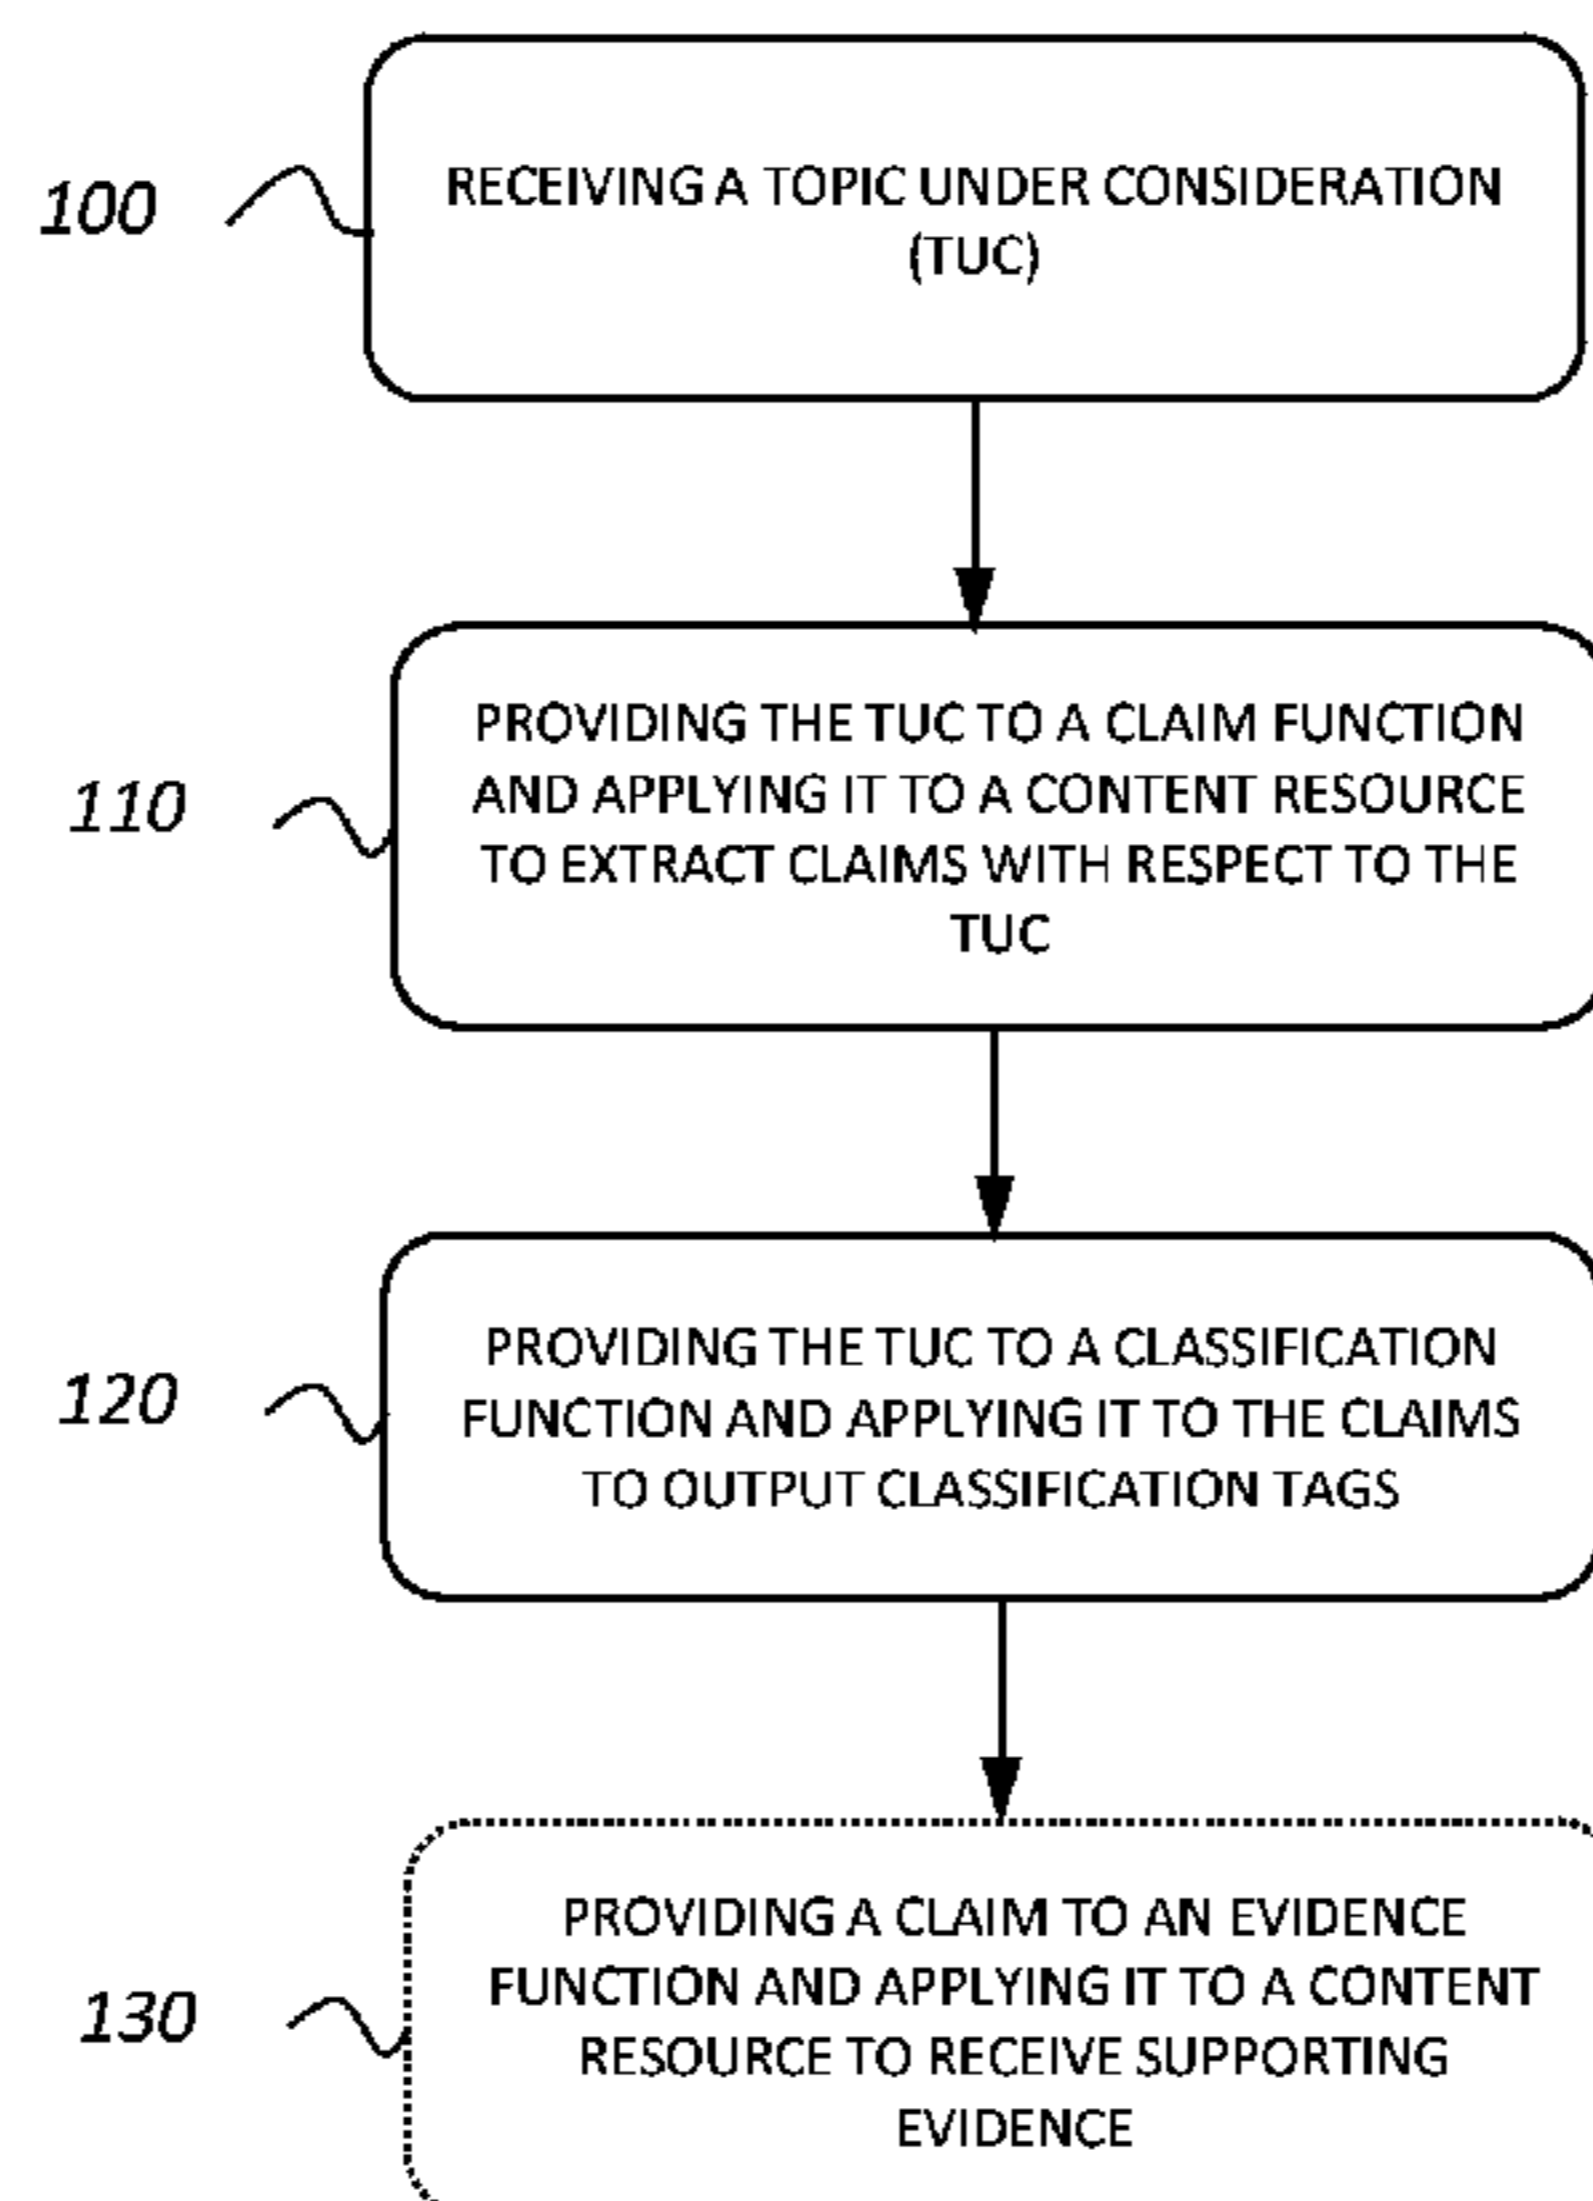 100
RECEIVING A TOPIC UNDER CONSIDERATION
(TUC)
110
PROVIDING THE TUC TO A CLAIM FUNCTION
AND APPLYING IT TO A CONTENT RESOURCE
TO EXTRACT CLAIMS WITH RESPECT TO THE
TUC
120
PROVIDING THE TUC TO A CLASSIFICATION
FUNCTION AND APPLYING IT TO THE CLAIMS
TO OUTPUT CLASSIFICATION TAGS
130
PROVIDING A CLAIM TO AN EVIDENCE
FUNCTION AND APPLYING IT TO A CONTENT
RESOURCE TO RECEIVE SUPPORTING
EVIDENCE